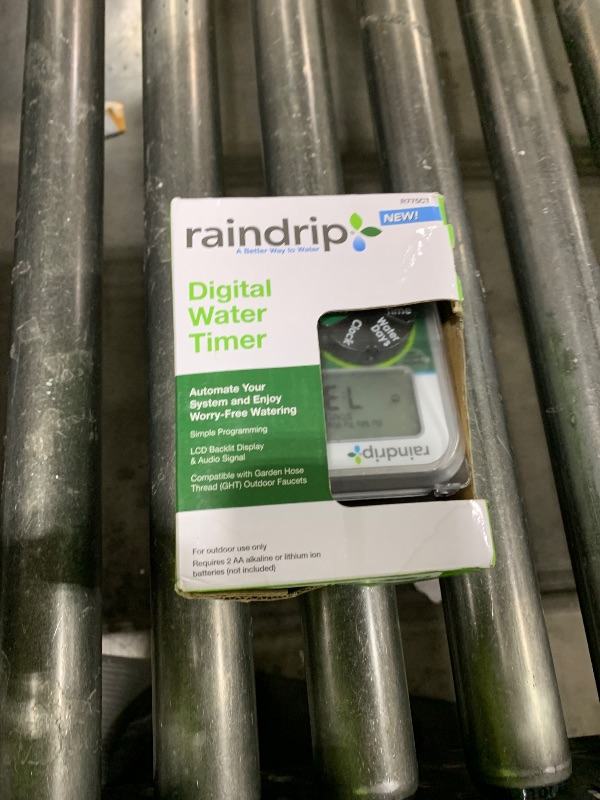 R775CT
NEW!
raindrip
A Better Way to Water
Digital
Water
Timer
Water
Days
Clock
Automate Your
System and Enjoy
Worry-Free Watering
Simple Programming
LCD Backlit Display
& Audio Signal
Compatible with Garden Hose
Thread (GHT) Outdoor Faucets
EL
raindrip
For outdoor use only
Requires 2 AA alkaline or lithium ion
batteries (not included)